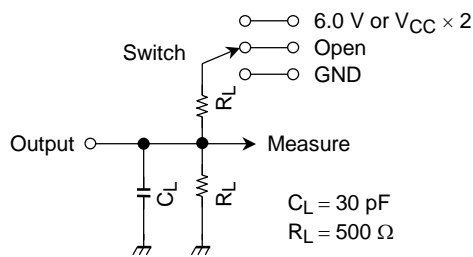 6.0 V or VCC × 2
Switch
Open
GND
RL
Output
Measure
CL
RL
CL = 30 pF
RL = 500 Ω